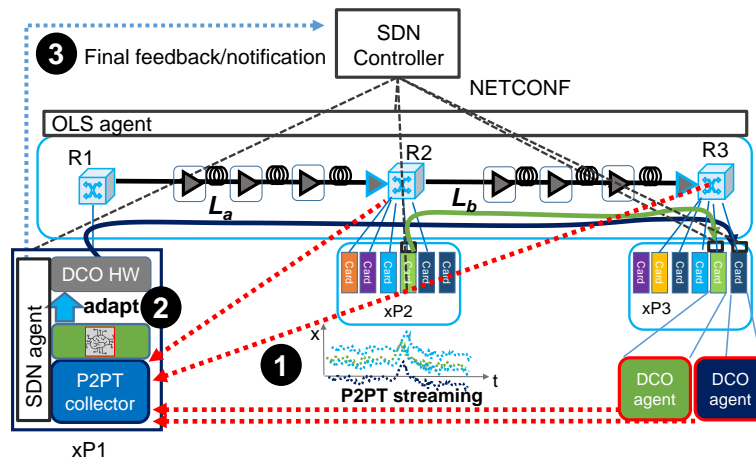 3 Final feedback/notification
SDN
Controller
NETCONF
OLS agent
R1
R2
R3
La
Lb
DCO HW
adapt
2
SDN agent
P2PT
collector
xP1
Card
Card
Card
Card
Card
Card
xP2
Card
Card
Card
Card
Card
Card
xP3
1
x
t
P2PT streaming
DCO
agent
DCO
agent